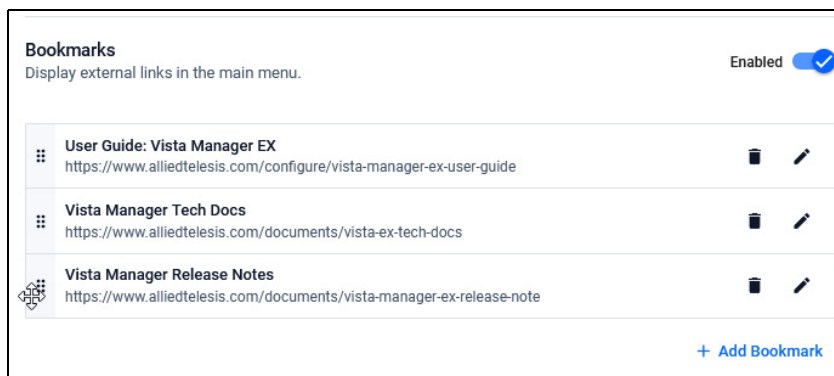 Bookmarks
Display external links in the main menu.
Enabled
User Guide: Vista Manager EX
https://www.alliedtelesis.com/configure/vista-manager-ex-user-guide
Vista Manager Tech Docs
https://www.alliedtelesis.com/documents/vista-ex-tech-docs
Vista Manager Release Notes
https://www.alliedtelesis.com/documents/vista-manager-ex-release-note
+ Add Bookmark